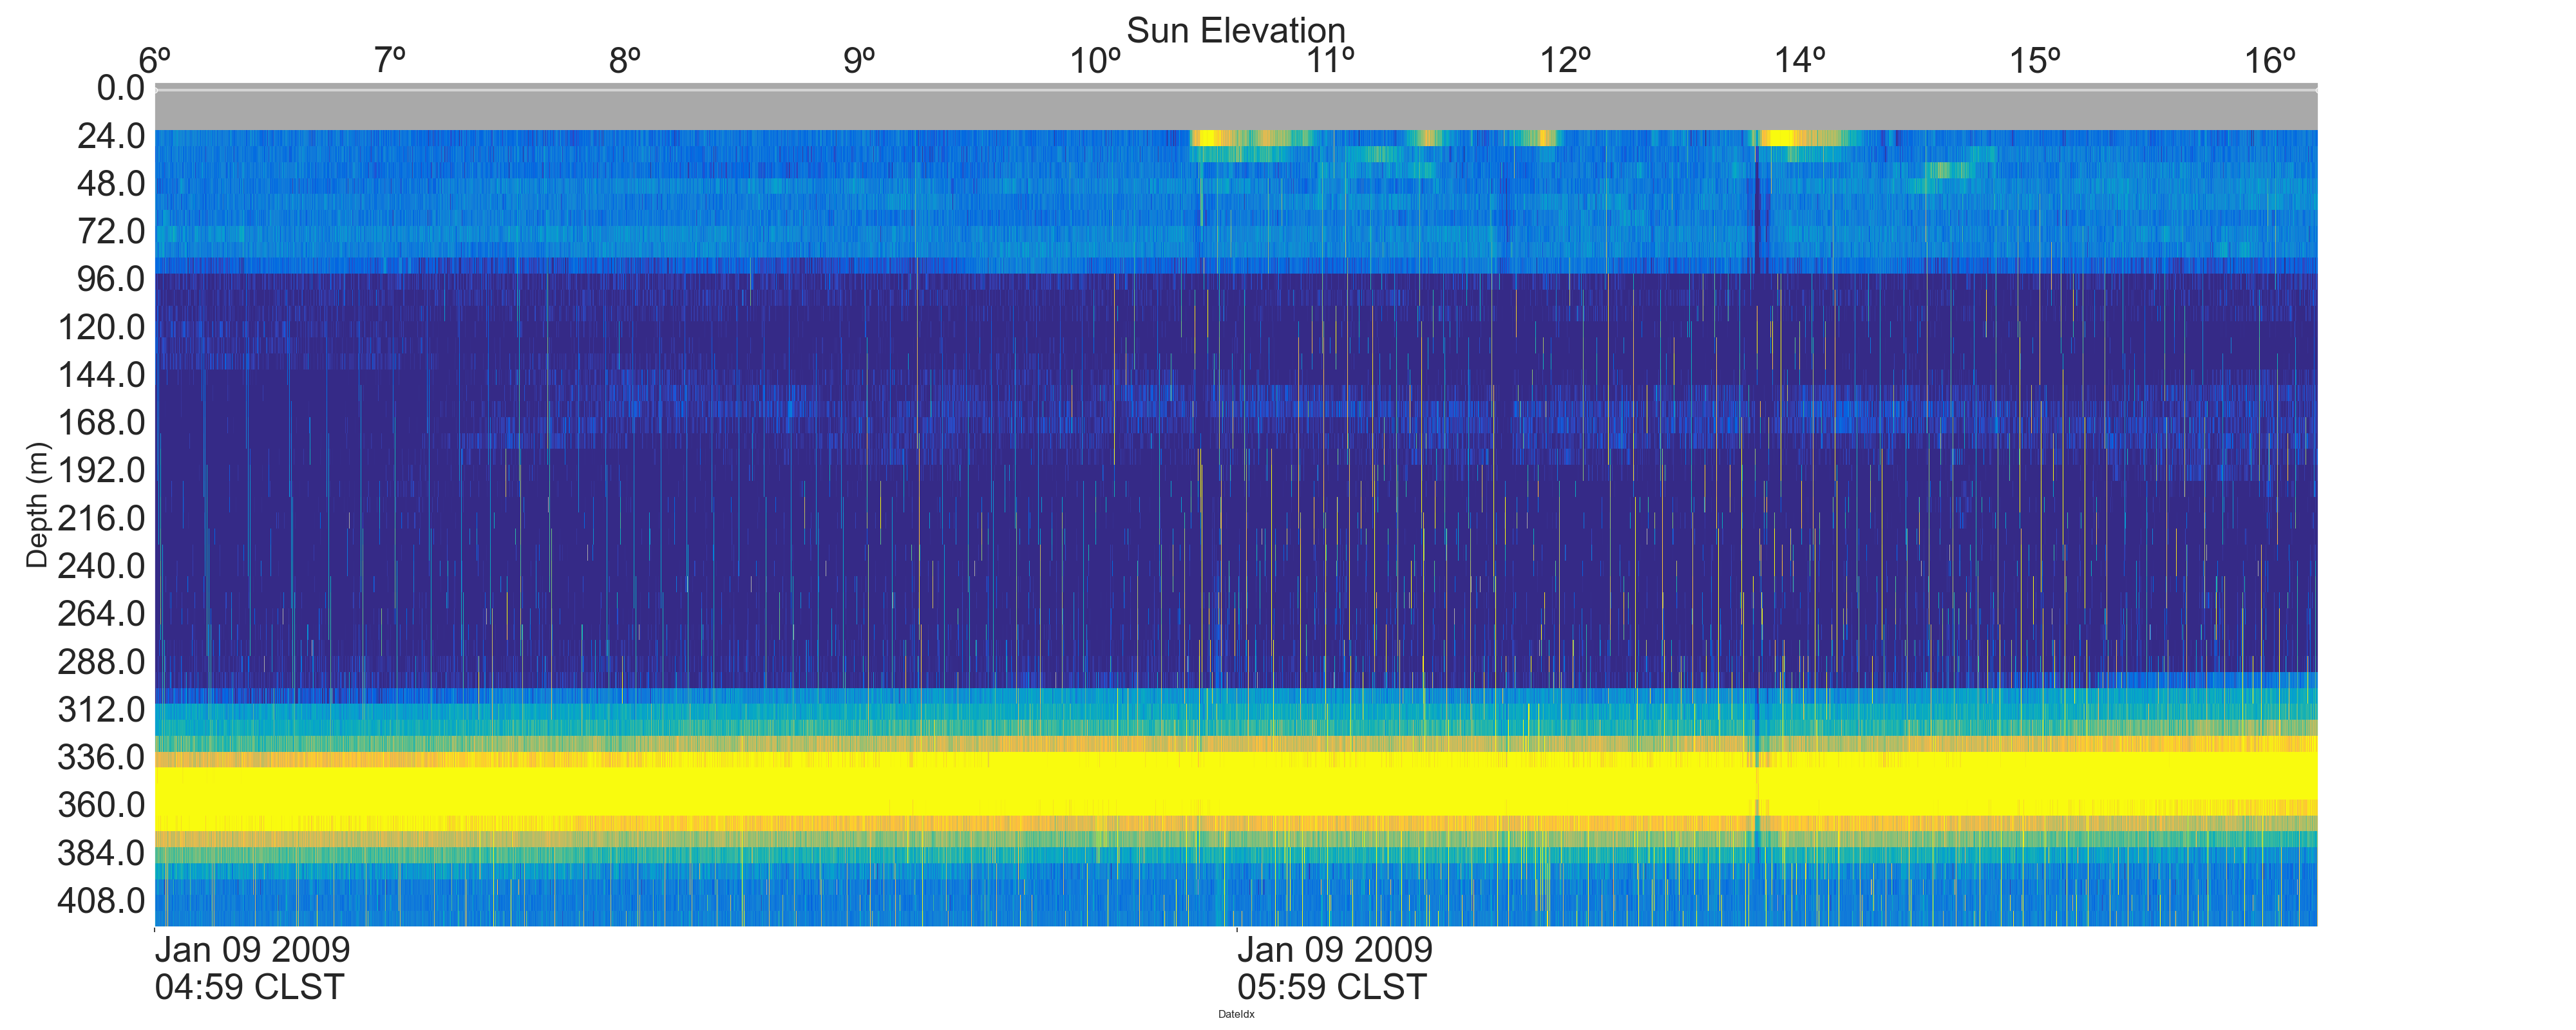 Sun Elevation
6º 7º 8º 9º 10º 11º 12º 14º 15º 16º
0.0
24.0
48.0
72.0
96.0
120.0
144.0
168.0
192.0
216.0
240.0
264.0
288.0
312.0
336.0
360.0
384.0
408.0
Depth (m)
Jan 09 2009
04:59 CLST
Jan 09 2009
05:59 CLST
DateIdx